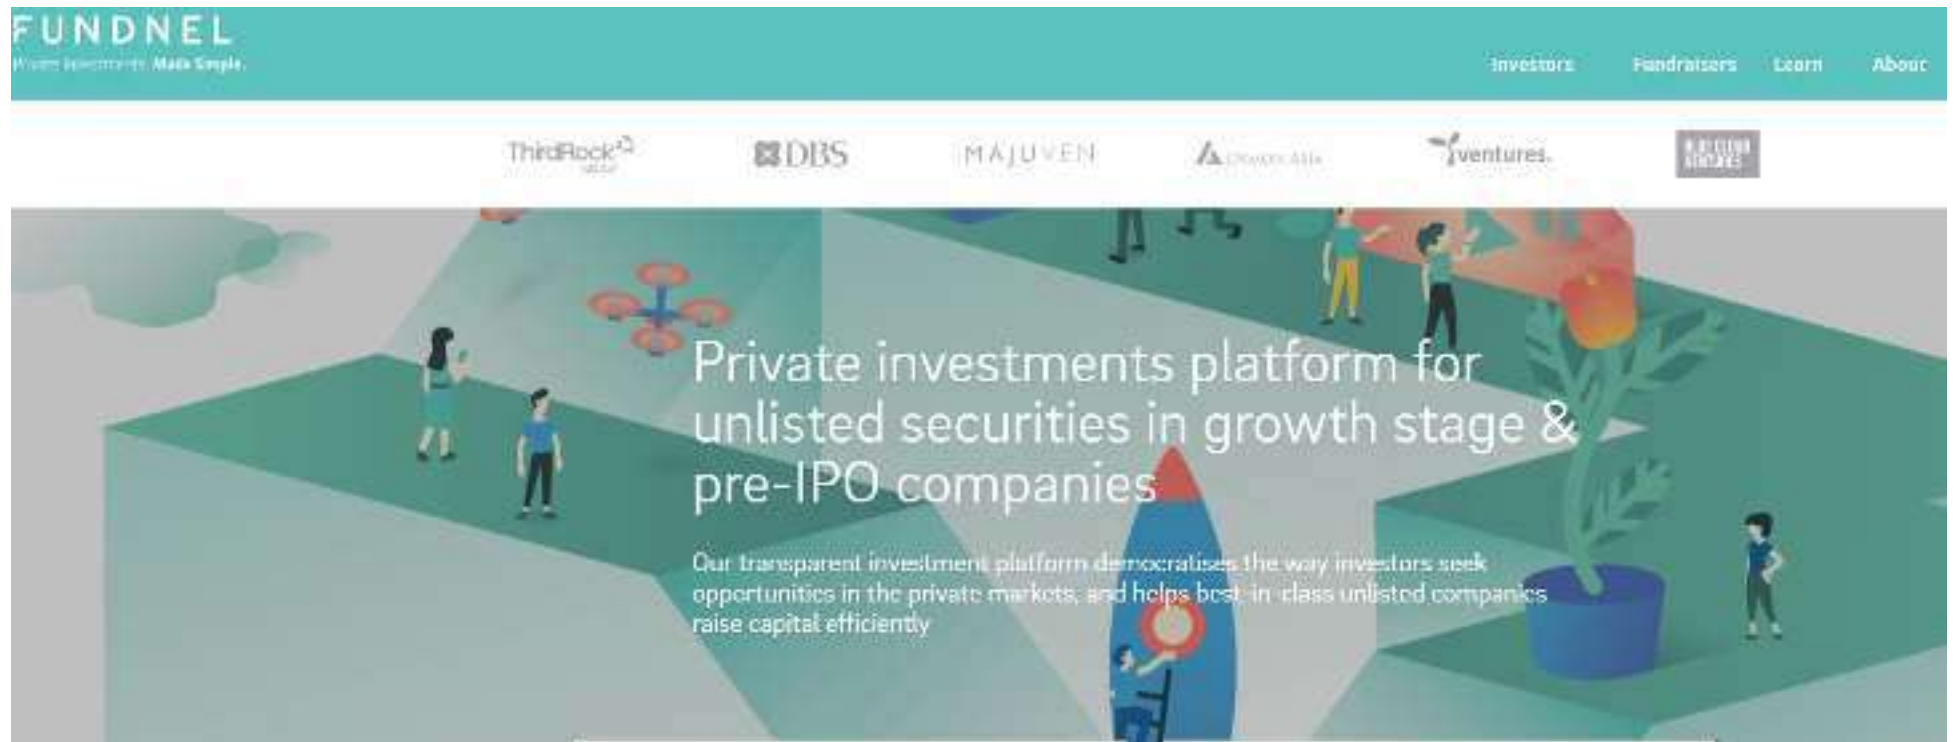 FUNDNEL
Private Investments. Made Simple.
Investors Fundraisers Learn About
ThirdRock DBS MAJUVEN ventures.
Private investments platform for
unlisted securities in growth stage &
pre-IPO companies
Our transparent investment platform democratises the way investors seek
opportunities in the private markets, and helps best-in-class unlisted companies
raise capital efficiently